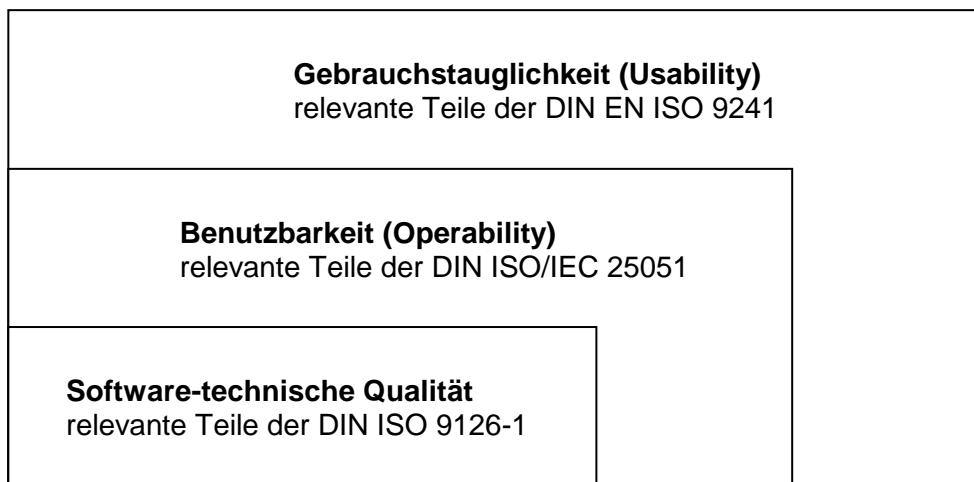 Gebrauchstauglichkeit (Usability)
relevante Teile der DIN EN ISO 9241
Benutzbarkeit (Operability)
relevante Teile der DIN ISO/IEC 25051
Software-technische Qualität
relevante Teile der DIN ISO 9126-1